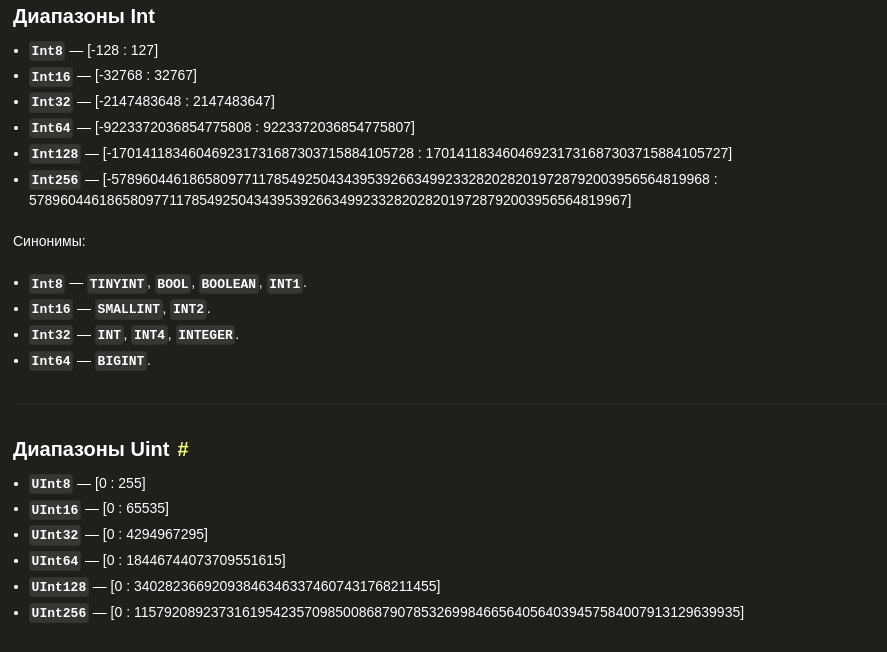 Диапазоны Int
• Int8 — [-128 : 127]
• Int16 — [-32768 : 32767]
• Int32 — [-2147483648 : 2147483647]
• Int64 — [-9223372036854775808 : 9223372036854775807]
• Int128 — [-170141183460469231731687303715884105728 : 170141183460469231731687303715884105727]
• Int256 — [-57896044618658097711785492504343953926634992332820282019728792003956564819968 :
57896044618658097711785492504343953926634992332820282019728792003956564819967]
Синонимы:
• Int8 — TINYINT, BOOL, BOOLEAN, INT1.
• Int16 — SMALLINT, INT2.
• Int32 — INT, INT4, INTEGER.
• Int64 — BIGINT.
Диапазоны Uint #
• UInt8 — [0 : 255]
• UInt16 — [0 : 65535]
• UInt32 — [0 : 4294967295]
• UInt64 — [0 : 18446744073709551615]
• UInt128 — [0 : 340282366920938463463374607431768211455]
• UInt256 — [0 : 115792089237316195423570985008687907853269984665640564039457584007913129639935]